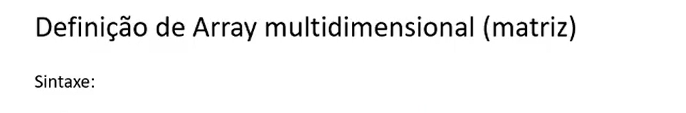 Definição de Array multidimensional (matriz)
Sintaxe: